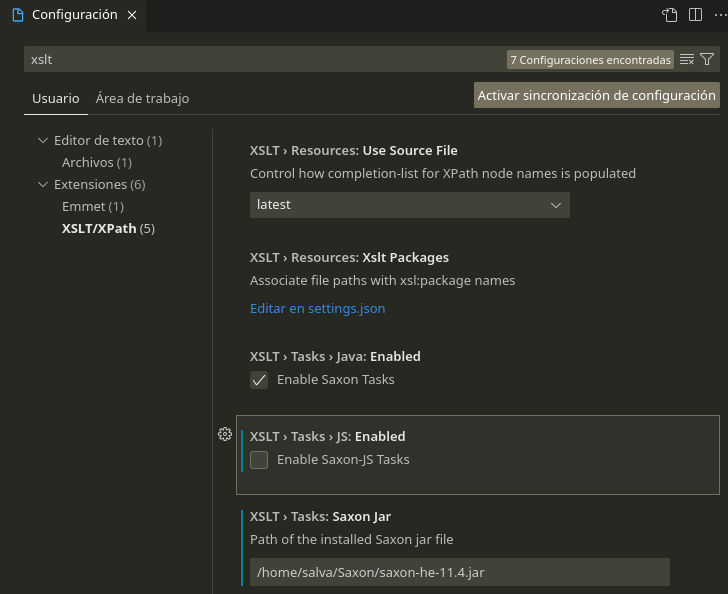 Configuración
xslt
7 Configuraciones encontradas
Usuario
Área de trabajo
Activar sincronización de configuración
Editor de texto (1)
Archivos (1)
Extensiones (6)
Emmet (1)
XSLT/XPath (5)
XSLT › Resources: Use Source File
Control how completion-list for XPath node names is populated
latest
XSLT › Resources: Xslt Packages
Associate file paths with xsl:package names
Editar en settings.json
XSLT › Tasks › Java: Enabled
Enable Saxon Tasks
XSLT › Tasks › JS: Enabled
Enable Saxon-JS Tasks
XSLT › Tasks: Saxon Jar
Path of the installed Saxon jar file
/home/salva/Saxon/saxon-he-11.4.jar